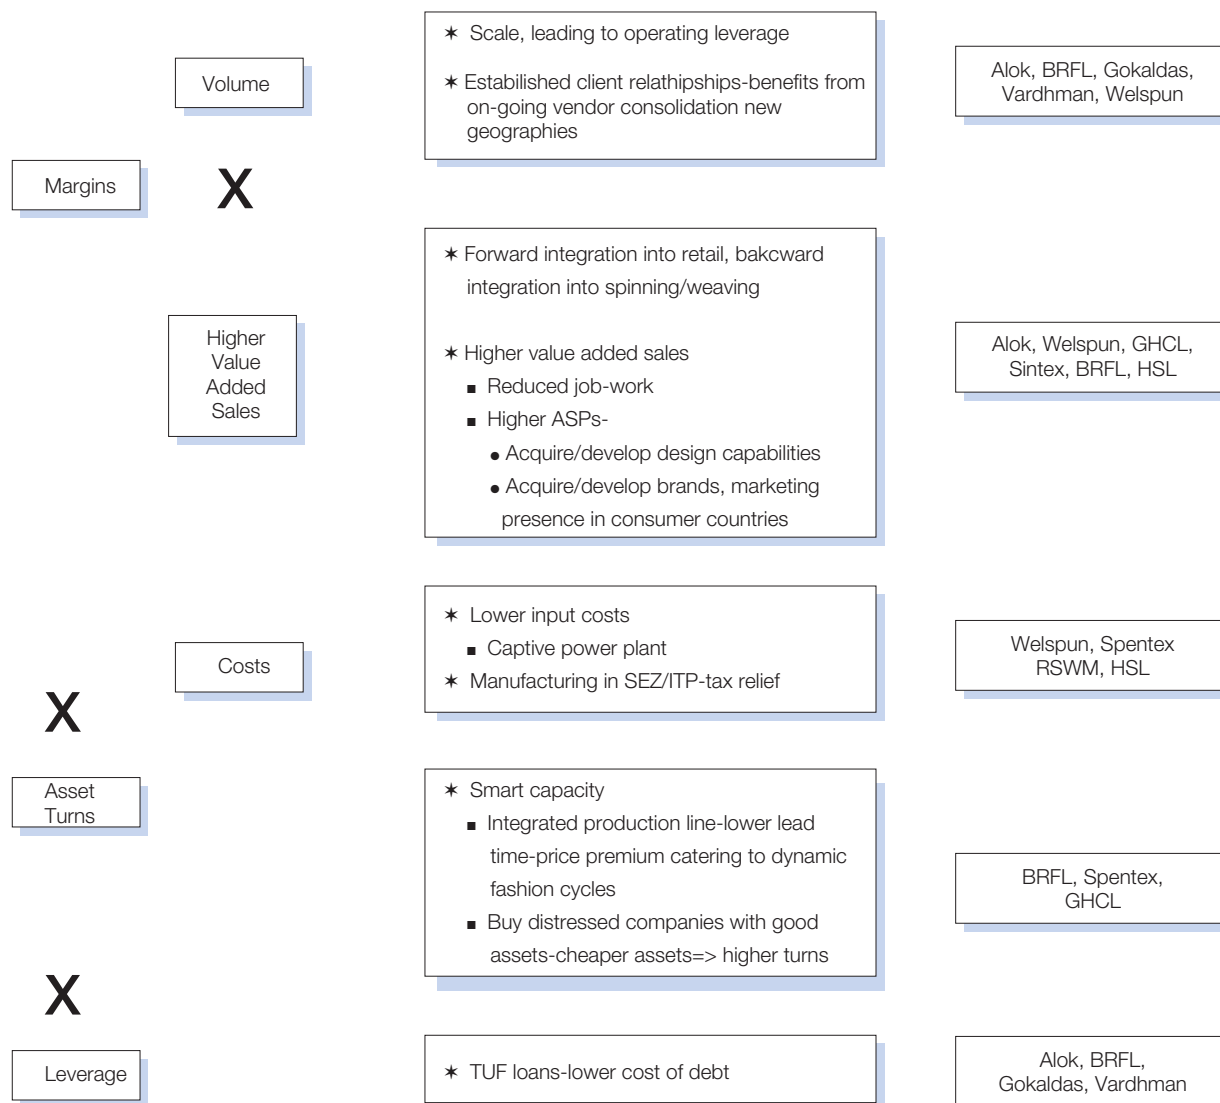 Volume
✶ Scale, leading to operating leverage
✶ Estabilished client relathipships-benefits from
on-going vendor consolidation new
geographies
Alok, BRFL, Gokaldas,
Vardhman, Welspun
Margins
X
Higher
Value
Added
Sales
✶ Forward integration into retail, bakcward
integration into spinning/weaving
✶ Higher value added sales
■ Reduced job-work
■ Higher ASPs-
● Acquire/develop design capabilities
● Acquire/develop brands, marketing
presence in consumer countries
Alok, Welspun, GHCL,
Sintex, BRFL, HSL
Costs
✶ Lower input costs
■ Captive power plant
✶ Manufacturing in SEZ/ITP-tax relief
Welspun, Spentex
RSWM, HSL
X
Asset
Turns
✶ Smart capacity
■ Integrated production line-lower lead
time-price premium catering to dynamic
fashion cycles
■ Buy distressed companies with good
assets-cheaper assets=> higher turns
BRFL, Spentex,
GHCL
X
Leverage
✶ TUF loans-lower cost of debt
Alok, BRFL,
Gokaldas, Vardhman